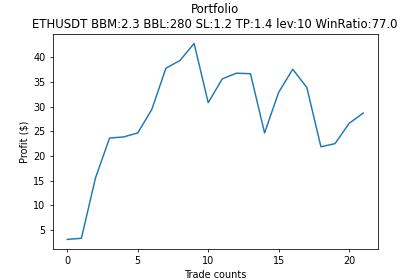 Portfolio
ETHUSDT BBM:2.3 BBL:280 SL:1.2 TP:1.4 lev:10 WinRatio:77.0
40
35
30
25
20
15
10
5
Profit ($)
0 5 10 15 20
Trade counts